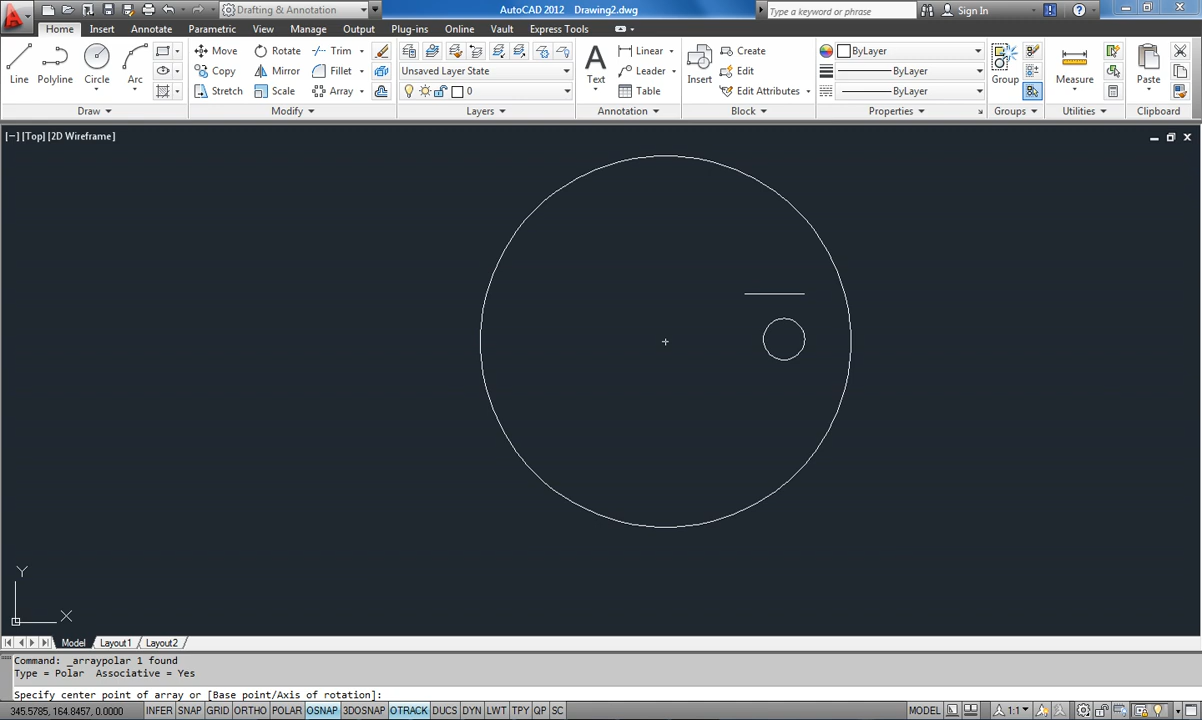 Drafting & Annotation
AutoCAD 2012 Drawing2.dwg
Type a keyword or phrase
Sign In
Home Insert Annotate Parametric View Manage Output Plug-ins Online Vault Express Tools
Line Polyline Circle Arc
Move Rotate Trim
Copy Mirror Fillet
Stretch Scale Array
Text
Linear
Leader
Table
Insert
Create
Edit
Edit Attributes
Unsaved Layer State
0
ByLayer
ByLayer
ByLayer
Group
Measure
Paste
Draw Modify Layers Annotation Block Properties Groups Utilities Clipboard
[−] [Top] [2D Wireframe]
Y
X
Model Layout1 Layout2
Command: _arraypolar 1 found
Type = Polar Associative = Yes
Specify center point of array or [Base point/Axis of rotation]:
345.5785, 164.8457, 0.0000 INFER SNAP GRID ORTHO POLAR OSNAP 3DOSNAP OTRACK DUCS DYN LWT TPY QP SC MODEL 1:1